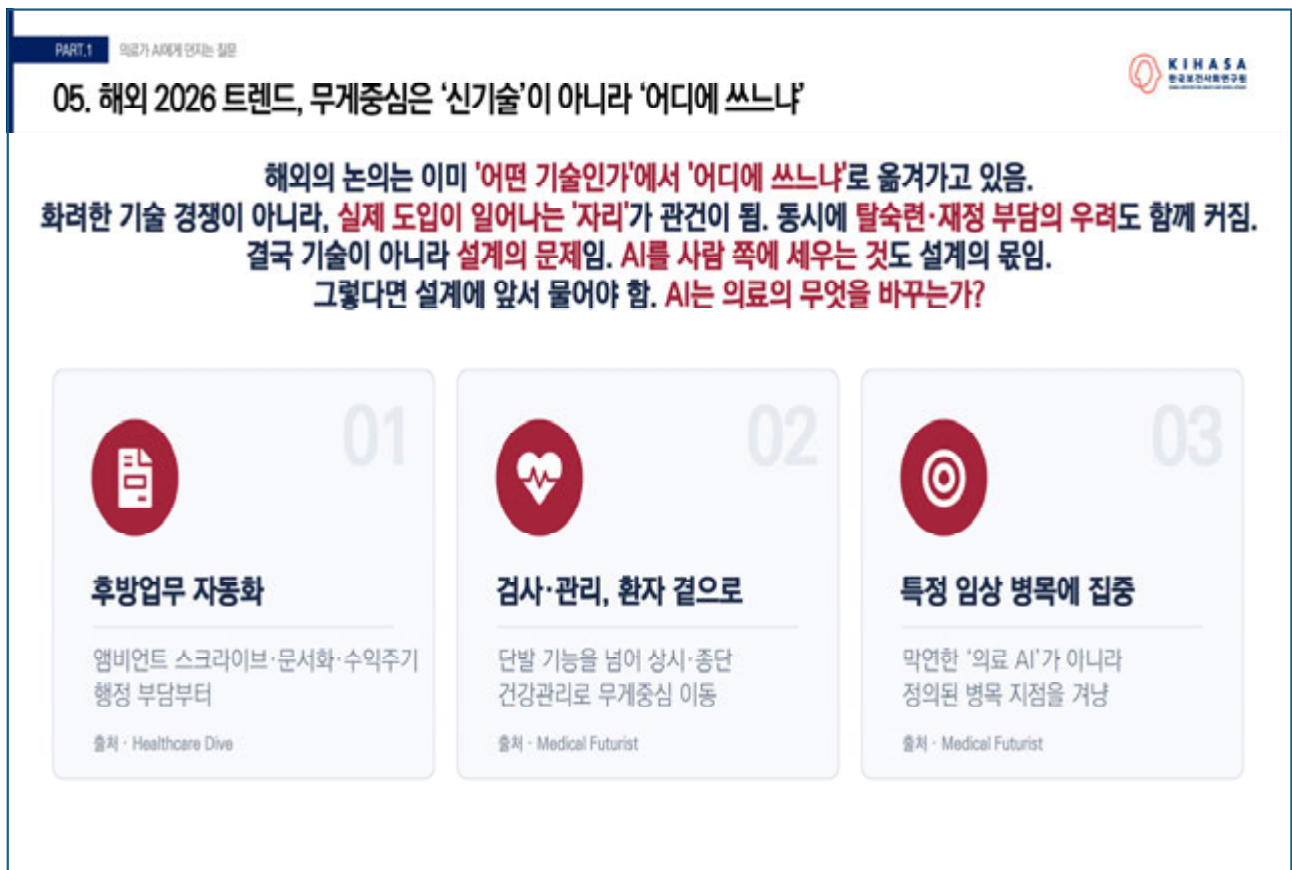 PART.1 의료가 AI에게 던지는 질문
KIHASA
한국보건사회연구원
05. 해외 2026 트렌드, 무게중심은 ‘신기술’이 아니라 ‘어디에 쓰느냐’
해외의 논의는 이미 '어떤 기술인가'에서 '어디에 쓰느냐'로 옮겨가고 있음.
화려한 기술 경쟁이 아니라, 실제 도입이 일어나는 '자리'가 관건이 됨. 동시에 탈숙련·재정 부담의 우려도 함께 커짐.
결국 기술이 아니라 설계의 문제임. AI를 사람 쪽에 세우는 것도 설계의 몫임.
그렇다면 설계에 앞서 물어야 함. AI는 의료의 무엇을 바꾸는가?
01
후방업무 자동화
앰비언트 스크라이브·문서화·수익주기
행정 부담부터
출처 · Healthcare Dive
02
검사·관리, 환자 곁으로
단발 기능을 넘어 상시·종단
건강관리로 무게중심 이동
출처 · Medical Futurist
03
특정 임상 병목에 집중
막연한 ‘의료 AI’가 아니라
정의된 병목 지점을 겨냥
출처 · Medical Futurist